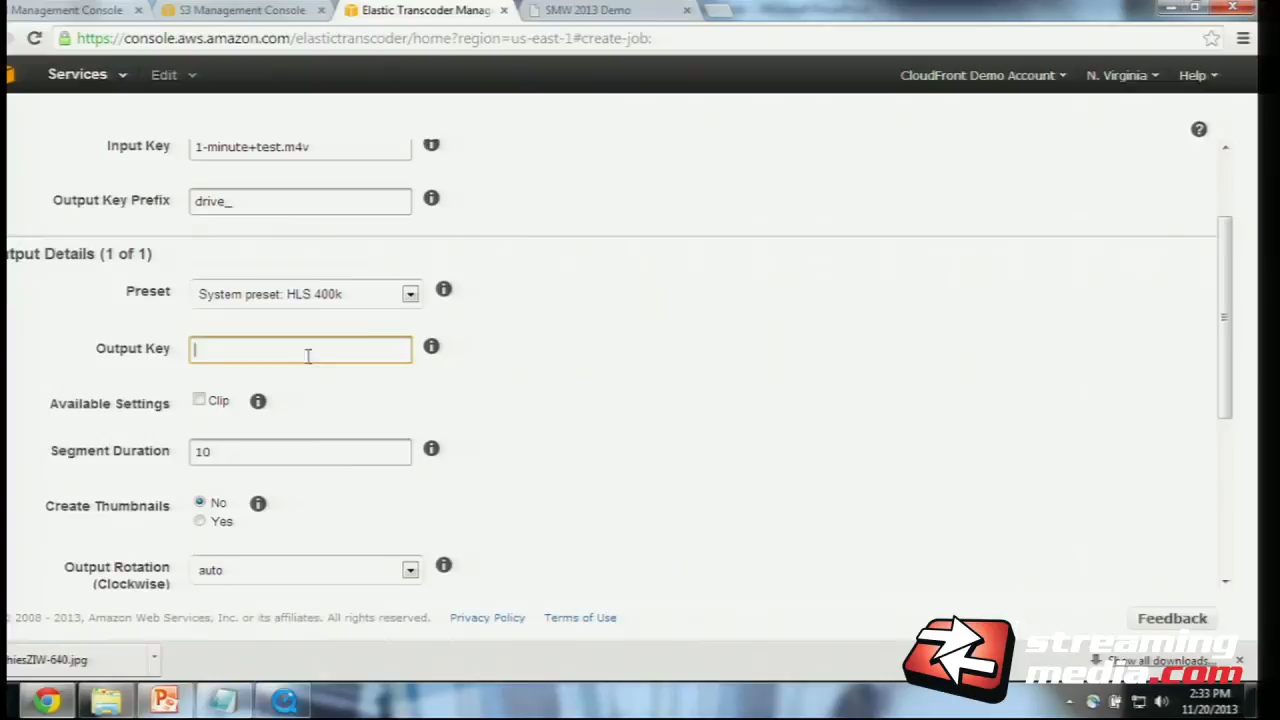 Management Console
S3 Management Console
Elastic Transcoder Manag
SMW 2013 Demo
https://console.aws.amazon.com/elastictranscoder/home?region=us-east-1#create-job:
Services
Edit
CloudFront Demo Account
N. Virginia
Help
Input Key
1-minute+test.m4v
Output Key Prefix
drive_
tput Details (1 of 1)
Preset
System preset: HLS 400k
Output Key
Available Settings
Clip
Segment Duration
10
Create Thumbnails
No
Yes
Output Rotation
(Clockwise)
auto
© 2008 - 2013, Amazon Web Services, Inc. or its affiliates. All rights reserved.
Privacy Policy
Terms of Use
Feedback
hiesZIW-640.jpg
Show all downloads...
streaming
media.com
2:33 PM
11/20/2013